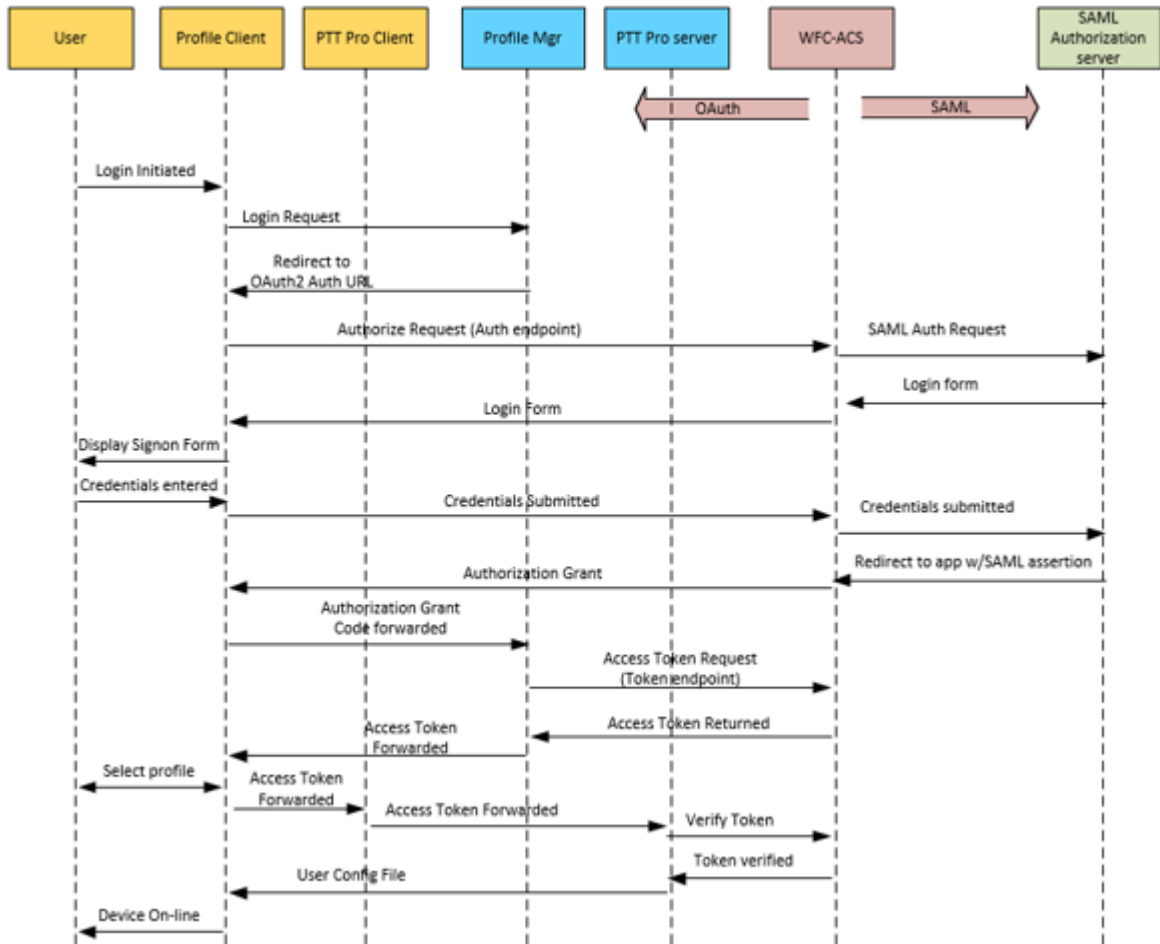 User
Profile Client
PTT Pro Client
Profile Mgr
PTT Pro server
WFC-ACS
SAML
Authorization
server
OAuth
SAML
Login Initiated
Login Request
Redirect to
OAuth2 Auth URL
Authorize Request (Auth endpoint)
SAML Auth Request
Login form
Login Form
Display Signon Form
Credentials entered
Credentials Submitted
Credentials submitted
Redirect to app w/SAML assertion
Authorization Grant
Authorization Grant
Code forwarded
Access Token Request
(Token endpoint)
Access Token Returned
Access Token
Forwarded
Select profile
Access Token
Forwarded
Access Token Forwarded
Verify Token
Token verified
User Config File
Device On-line